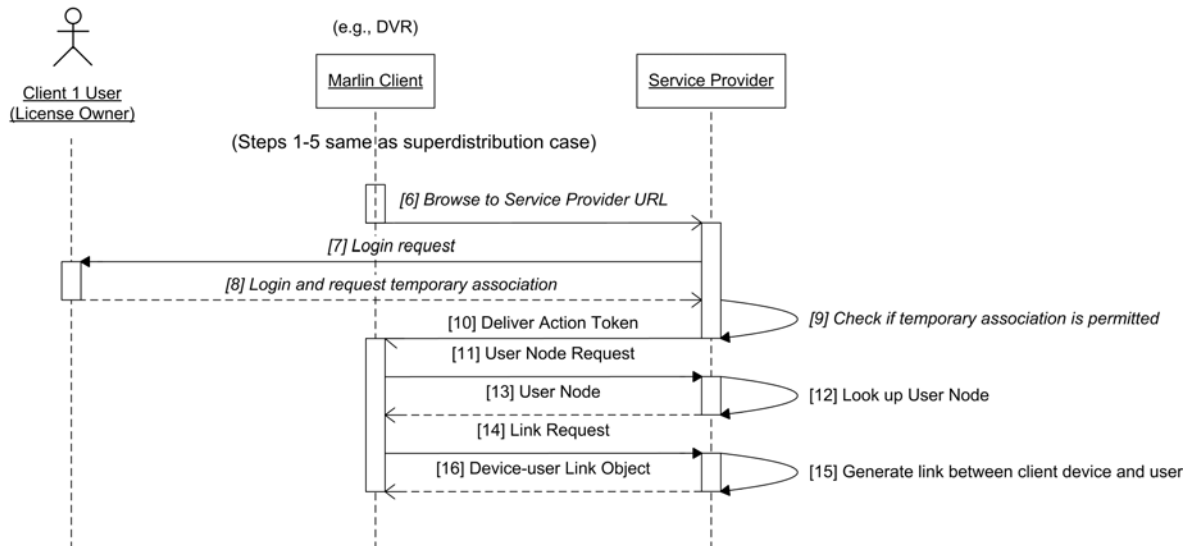 (e.g., DVR)
Client 1 User
(License Owner)
Marlin Client
Service Provider
(Steps 1-5 same as superdistribution case)
[6] Browse to Service Provider URL
[7] Login request
[8] Login and request temporary association
[9] Check if temporary association is permitted
[10] Deliver Action Token
[11] User Node Request
[12] Look up User Node
[13] User Node
[14] Link Request
[15] Generate link between client device and user
[16] Device-user Link Object